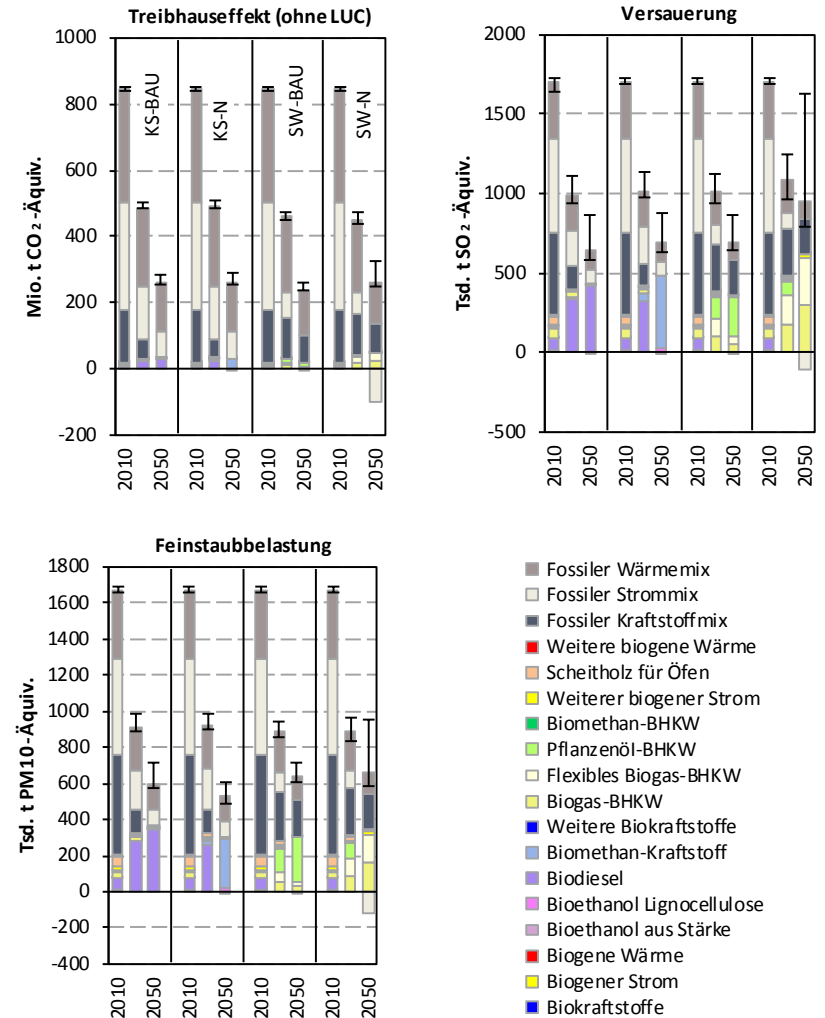 Treibhauseffekt (ohne LUC)
Mio. t CO₂-Äquiv.
1000
800
600
400
200
0
-200
KS-BAU
KS-N
SW-BAU
SW-N
2010
2050
2010
2050
2010
2050
2010
2050
Versauerung
Tsd. t SO₂-Äquiv.
2000
1500
1000
500
0
-500
2010
2050
2010
2050
2010
2050
2010
2050
Feinstaubbelastung
Tsd. t PM10-Äquiv.
1800
1600
1400
1200
1000
800
600
400
200
0
-200
-400
2010
2050
2010
2050
2010
2050
2010
2050
Fossiler Wärmemix
Fossiler Strommix
Fossiler Kraftstoffmix
Weitere biogene Wärme
Scheitholz für Öfen
Weiterer biogener Strom
Biomethan-BHKW
Pflanzenöl-BHKW
Flexibles Biogas-BHKW
Biogas-BHKW
Weitere Biokraftstoffe
Biomethan-Kraftstoff
Biodiesel
Bioethanol Lignocellulose
Bioethanol aus Stärke
Biogene Wärme
Biogener Strom
Biokraftstoffe